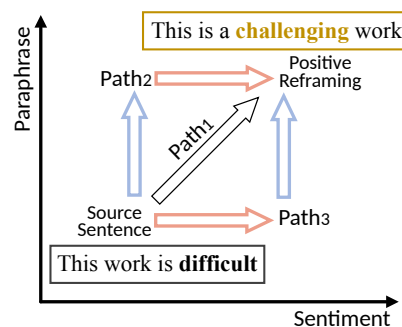 This is a challenging work
Paraphrase
Path2
Positive
Reframing
Path1
Source
Sentence
Path3
This work is difficult
Sentiment